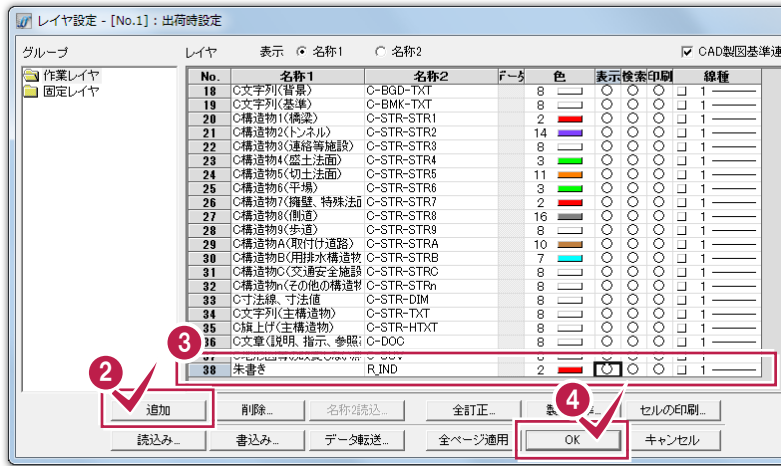 レイヤ設定 - [No.1] : 出荷時設定
グループ レイヤ 表示 名称1 名称2 CAD製図基準連
作業レイヤ
固定レイヤ
No. 名称1 名称2 データ 色 表示 検索 印刷 線種
18 C文字列(背景) C-BGD-TXT 8 1
19 C文字列(基準) C-BMK-TXT 8 1
20 C構造物1(橋梁) C-STR-STR1 2 1
21 C構造物2(トンネル) C-STR-STR2 14 1
22 C構造物3(連絡等施設) C-STR-STR3 8 1
23 C構造物4(盛土法面) C-STR-STR4 3 1
24 C構造物5(切土法面) C-STR-STR5 11 1
25 C構造物6(平場) C-STR-STR6 3 1
26 C構造物7(擁壁、特殊法面 C-STR-STR7 2 1
27 C構造物8(側道) C-STR-STR8 16 1
28 C構造物9(歩道) C-STR-STR9 8 1
29 C構造物A(取付け道路) C-STR-STRA 10 1
30 C構造物B(用排水構造物 C-STR-STRB 7 1
31 C構造物C(交通安全施設 C-STR-STRC 8 1
32 C構造物n(その他の構造物 C-STR-STRn 8 1
33 C寸法線、寸法値 C-STR-DIM 8 1
34 C文字列(主構造物) C-STR-TXT 8 1
35 C旗上げ(主構造物) C-STR-HTXT 8 1
36 C文章(説明、指示、参照 C-DOC 8 1
3
37
38 朱書き R_IND 2 1
2
4
追加 削除... 名称2読込... 全訂正... セルの印刷...
読込み... 書込み... データ転送... 全ページ適用 OK キャンセル